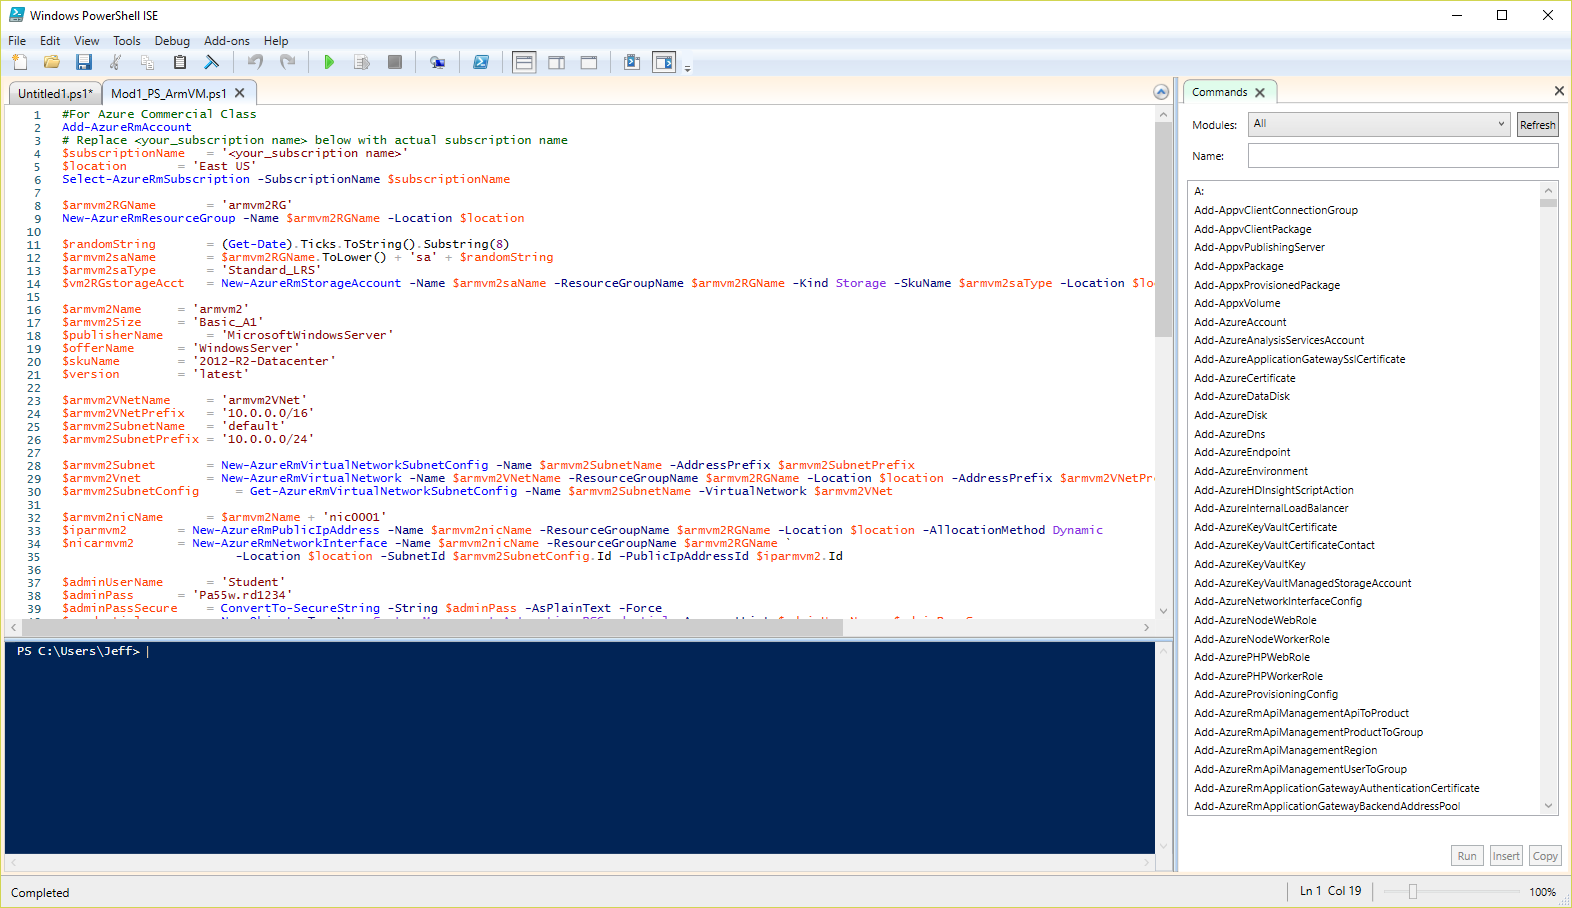 Windows PowerShell ISE
File Edit View Tools Debug Add-ons Help
Untitled1.ps1* Mod1_PS_ArmVM.ps1
1 #For Azure Commercial Class
2 Add-AzureRmAccount
3 # Replace <your_subscription name> below with actual subscription name
4 $subscriptionName = '<your_subscription name>'
5 $location = 'East US'
6 Select-AzureRmSubscription -SubscriptionName $subscriptionName
7
8 $armvm2RGName = 'armvm2RG'
9 New-AzureRmResourceGroup -Name $armvm2RGName -Location $location
10
11 $randomString = (Get-Date).Ticks.ToString().Substring(8)
12 $armvm2saName = $armvm2RGName.ToLower() + 'sa' + $randomString
13 $armvm2saType = 'Standard_LRS'
14 $vm2RGstorageAcct = New-AzureRmStorageAccount -Name $armvm2saName -ResourceGroupName $armvm2RGName -Kind Storage -SkuName $armvm2saType -Location $lo
15
16 $armvm2Name = 'armvm2'
17 $armvm2Size = 'Basic_A1'
18 $publisherName = 'MicrosoftWindowsServer'
19 $offerName = 'WindowsServer'
20 $skuName = '2012-R2-Datacenter'
21 $version = 'latest'
22
23 $armvm2VNetName = 'armvm2VNet'
24 $armvm2VNetPrefix = '10.0.0.0/16'
25 $armvm2SubnetName = 'default'
26 $armvm2SubnetPrefix = '10.0.0.0/24'
27
28 $armvm2Subnet = New-AzureRmVirtualNetworkSubnetConfig -Name $armvm2SubnetName -AddressPrefix $armvm2SubnetPrefix
29 $armvm2Vnet = New-AzureRmVirtualNetwork -Name $armvm2VNetName -ResourceGroupName $armvm2RGName -Location $location -AddressPrefix $armvm2VNetPr
30 $armvm2SubnetConfig = Get-AzureRmVirtualNetworkSubnetConfig -Name $armvm2SubnetName -VirtualNetwork $armvm2VNet
31
32 $armvm2nicName = $armvm2Name + 'nic0001'
33 $iparmvm2 = New-AzureRmPublicIpAddress -Name $armvm2nicName -ResourceGroupName $armvm2RGName -Location $location -AllocationMethod Dynamic
34 $nicarmvm2 = New-AzureRmNetworkInterface -Name $armvm2nicName -ResourceGroupName $armvm2RGName `
35 -Location $location -SubnetId $armvm2SubnetConfig.Id -PublicIpAddressId $iparmvm2.Id
36
37 $adminUserName = 'Student'
38 $adminPass = 'Pa55w.rd1234'
39 $adminPassSecure = ConvertTo-SecureString -String $adminPass -AsPlainText -Force
PS C:\Users\Jeff>
Commands
Modules: All Refresh
Name:
A:
Add-AppvClientConnectionGroup
Add-AppvClientPackage
Add-AppvPublishingServer
Add-AppxPackage
Add-AppxProvisionedPackage
Add-AppxVolume
Add-AzureAccount
Add-AzureAnalysisServicesAccount
Add-AzureApplicationGatewaySslCertificate
Add-AzureCertificate
Add-AzureDataDisk
Add-AzureDisk
Add-AzureDns
Add-AzureEndpoint
Add-AzureEnvironment
Add-AzureHDInsightScriptAction
Add-AzureInternalLoadBalancer
Add-AzureKeyVaultCertificate
Add-AzureKeyVaultCertificateContact
Add-AzureKeyVaultKey
Add-AzureKeyVaultManagedStorageAccount
Add-AzureNetworkInterfaceConfig
Add-AzureNodeWebRole
Add-AzureNodeWorkerRole
Add-AzurePHPWebRole
Add-AzurePHPWorkerRole
Add-AzureProvisioningConfig
Add-AzureRmApiManagementApiToProduct
Add-AzureRmApiManagementProductToGroup
Add-AzureRmApiManagementRegion
Add-AzureRmApiManagementUserToGroup
Add-AzureRmApplicationGatewayAuthenticationCertificate
Add-AzureRmApplicationGatewayBackendAddressPool
Run Insert Copy
Completed
Ln 1 Col 19
100%